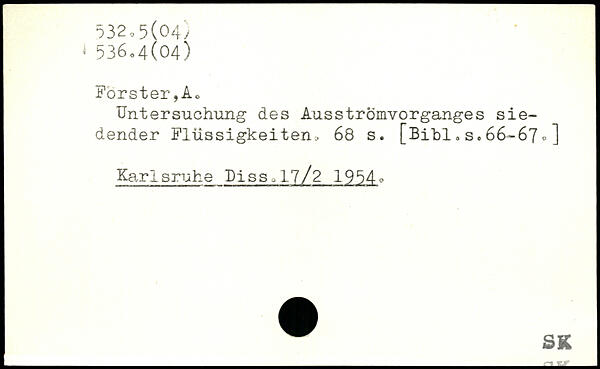 532.5(04)
536.4(04)
Förster,A.
Untersuchung des Ausströmvorganges sie-
dender Flüssigkeiten. 68 s. [Bibl.s.66-67.]
Karlsruhe Diss.17/2 1954.
SK
SK